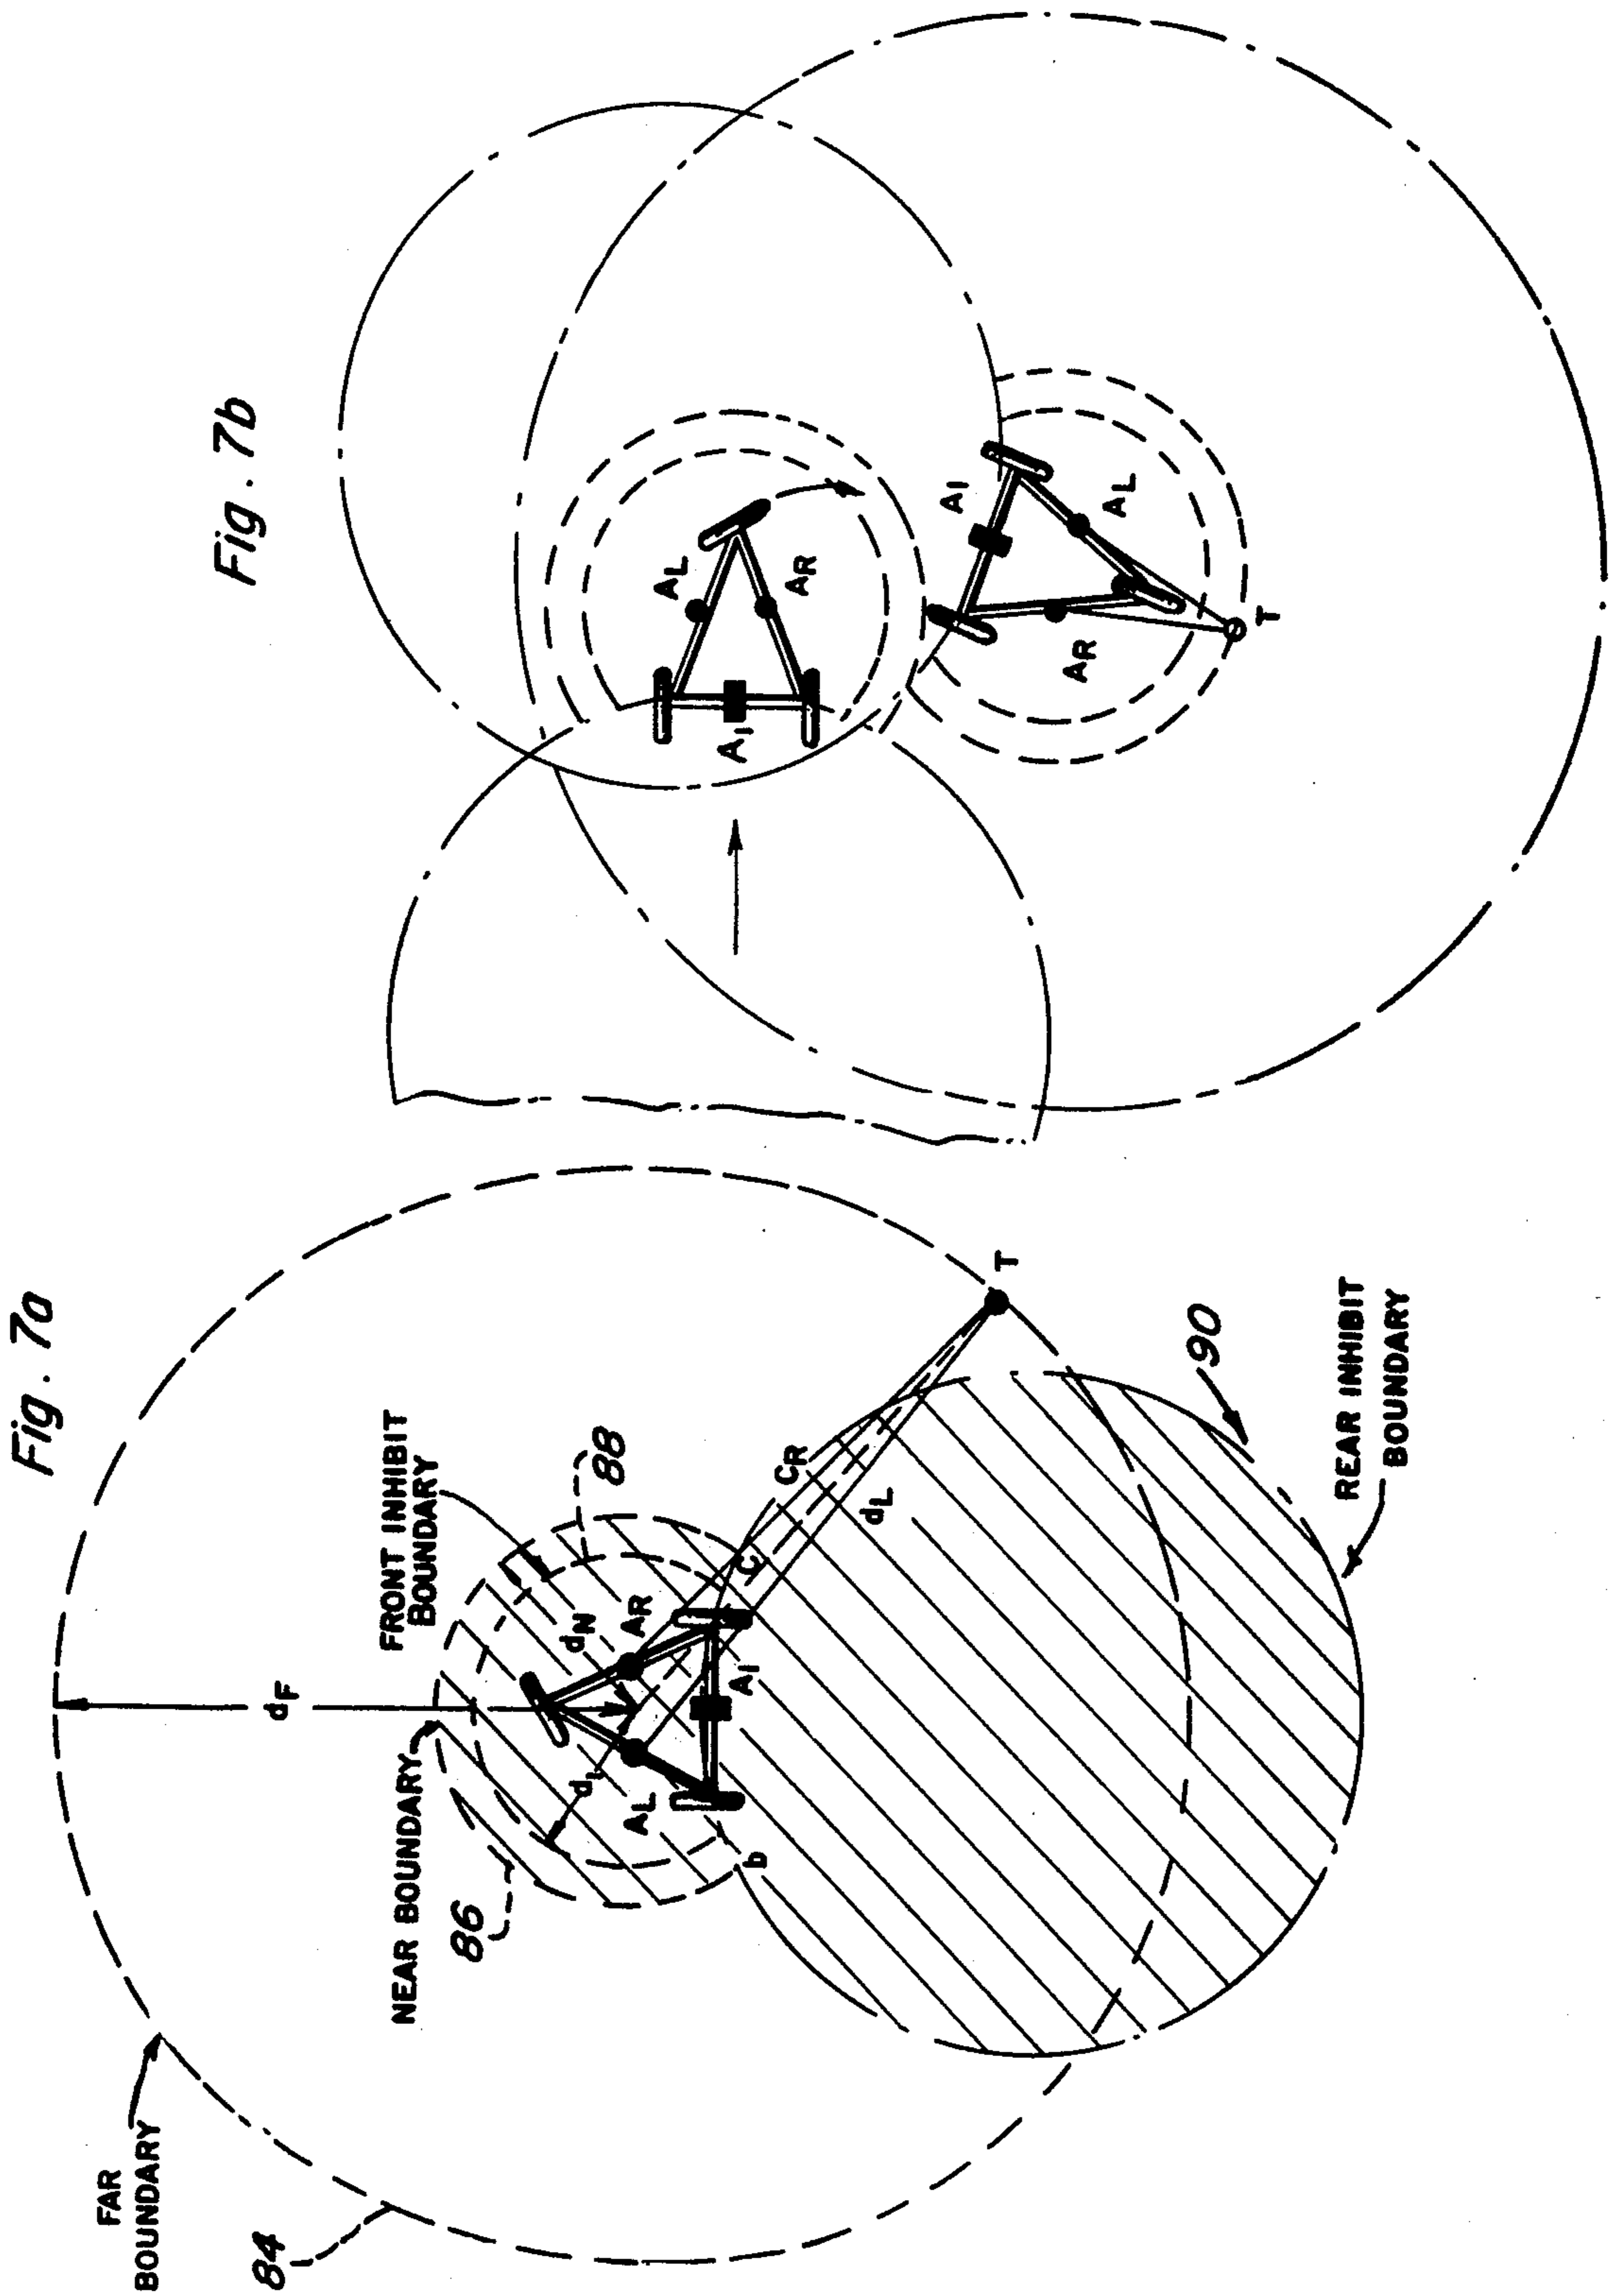 Fig. 7a
FAR
BOUNDARY
84
dF
NEAR BOUNDARY
86
FRONT INHIBIT
BOUNDARY
88
dN
AR
AL
AI
b
C
CR
dL
T
90
REAR INHIBIT
BOUNDARY
Fig. 7b
AL
AR
AI
AI
AL
AR
T